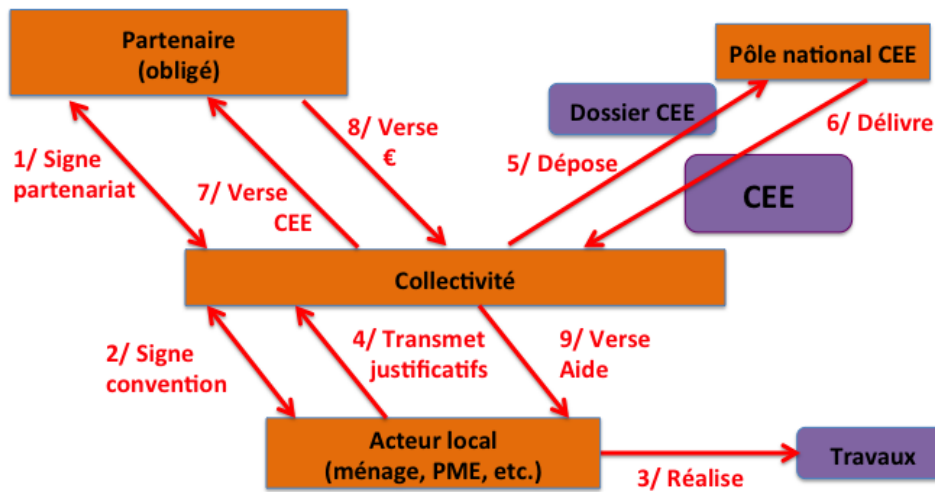 Partenaire
(obligé)
Pôle national CEE
Dossier CEE
8/ Verse
€
6/ Délivre
1/ Signe
partenariat
5/ Dépose
7/ Verse
CEE
CEE
Collectivité
2/ Signe
convention
4/ Transmet
justificatifs
9/ Verse
Aide
Acteur local
(ménage, PME, etc.)
3/ Réalise
Travaux